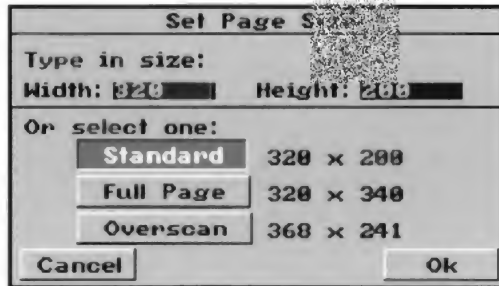 Set Page
Type in size:
Width: 320 Height: 200
Or select one:
Standard 320 x 200
Full Page 320 x 340
Overscan 368 x 241
Cancel Ok